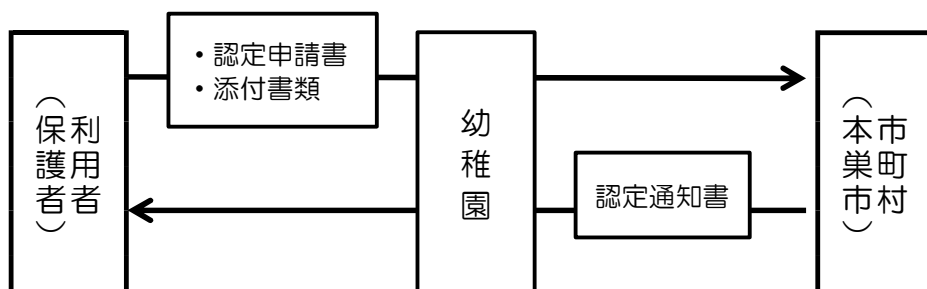 利用者
（保護者）
・認定申請書
・添付書類
幼稚園
認定通知書
市町村
（本巣市）